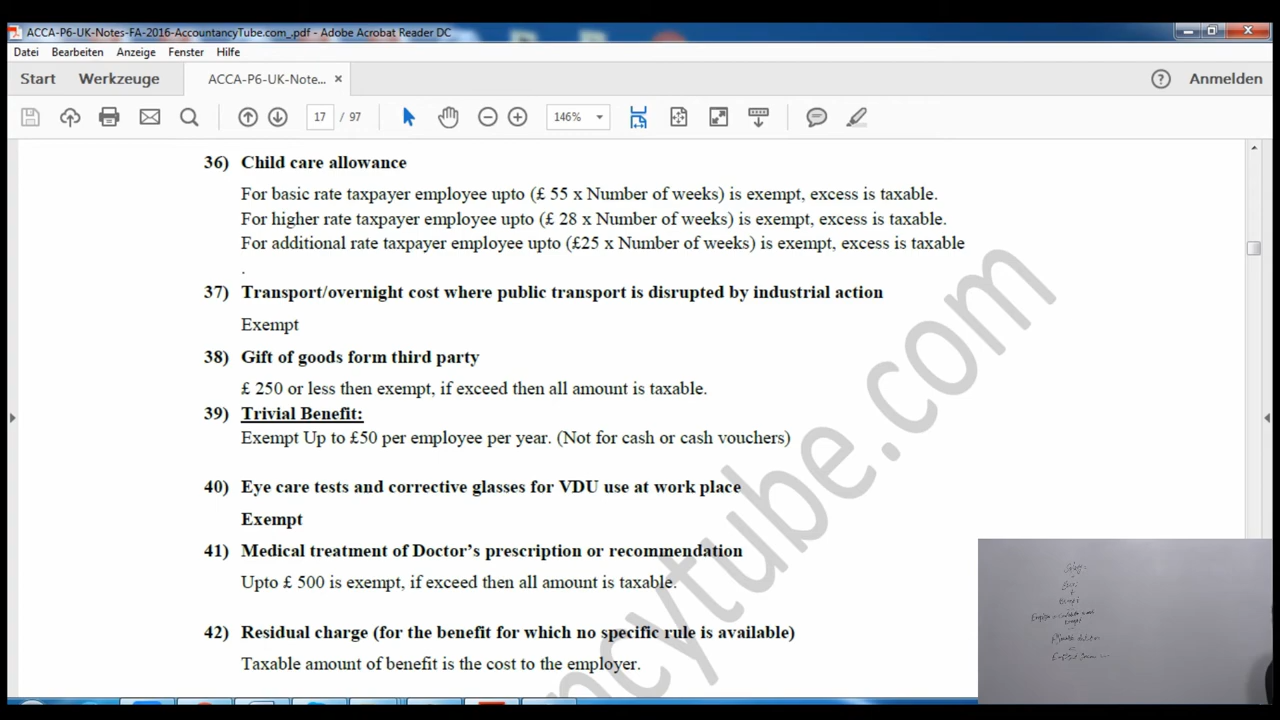 ACCA-P6-UK-Notes-FA-2016-AccountancyTube.com_.pdf - Adobe Acrobat Reader DC
Datei Bearbeiten Anzeige Fenster Hilfe
Start Werkzeuge ACCA-P6-UK-Note... × ? Anmelden
17 / 97 146%
36) Child care allowance
For basic rate taxpayer employee upto (£ 55 x Number of weeks) is exempt, excess is taxable.
For higher rate taxpayer employee upto (£ 28 x Number of weeks) is exempt, excess is taxable.
For additional rate taxpayer employee upto (£25 x Number of weeks) is exempt, excess is taxable
.
37) Transport/overnight cost where public transport is disrupted by industrial action
Exempt
38) Gift of goods form third party
£ 250 or less then exempt, if exceed then all amount is taxable.
39) Trivial Benefit:
Exempt Up to £50 per employee per year. (Not for cash or cash vouchers)
40) Eye care tests and corrective glasses for VDU use at work place
Exempt
41) Medical treatment of Doctor's prescription or recommendation
Upto £ 500 is exempt, if exceed then all amount is taxable.
42) Residual charge (for the benefit for which no specific rule is available)
Taxable amount of benefit is the cost to the employer.
ncytube.com